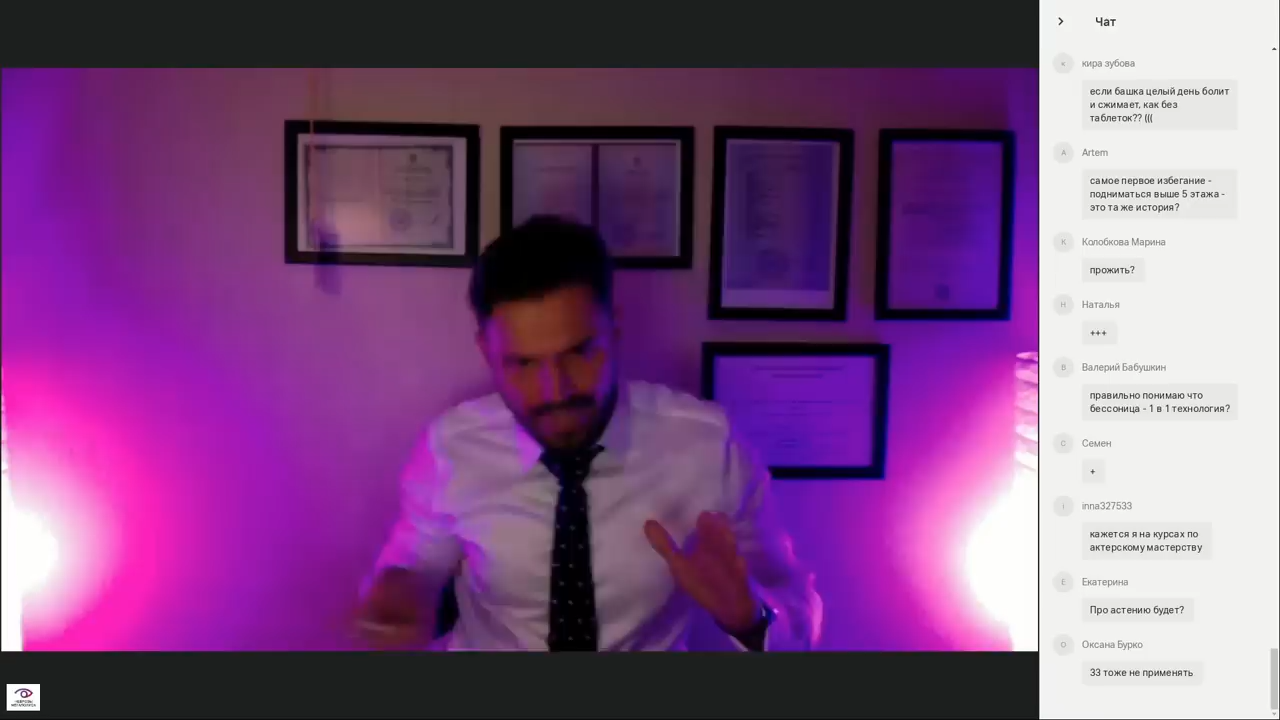 Чат
кира зубова
если башка целый день болит
и сжимает, как без
таблеток?? (((
Artem
самое первое избегание -
подниматься выше 5 этажа -
это та же история?
Колобкова Марина
прожить?
Наталья
+++
Валерий Бабушкин
правильно понимаю что
бессоница - 1 в 1 технология?
Семен
+
inna327533
кажется я на курсах по
актерскому мастерству
Екатерина
Про астению будет?
Оксана Бурко
33 тоже не применять